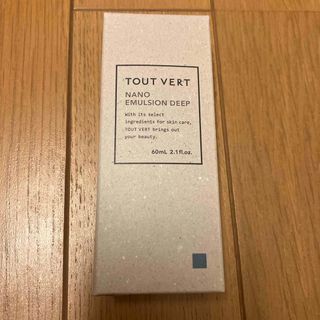 TOUT VERT
NANO
EMULSION DEEP
With its select
ingredients for skin care,
TOUT VERT brings out
your beauty.
60mL 2.1fl.oz.